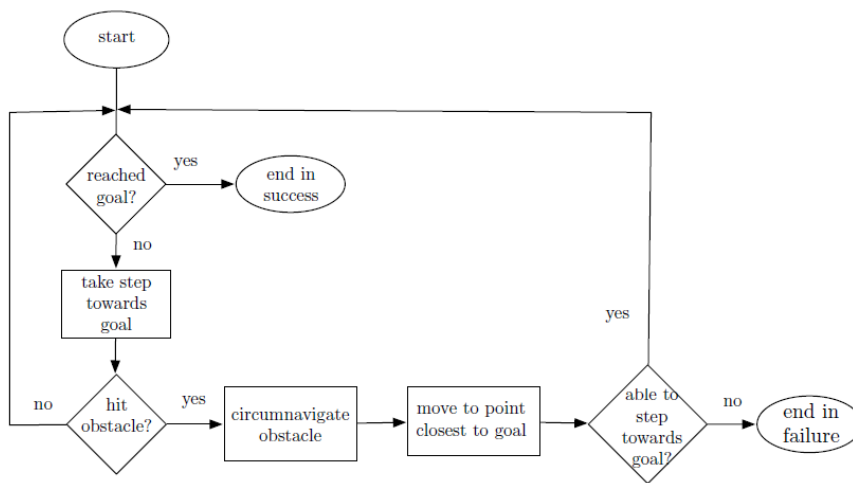 start
reached
goal?
yes
end in
success
no
take step
towards
goal
hit
obstacle?
no
yes
circumnavigate
obstacle
move to point
closest to goal
able to
step
towards
goal?
yes
no
end in
failure